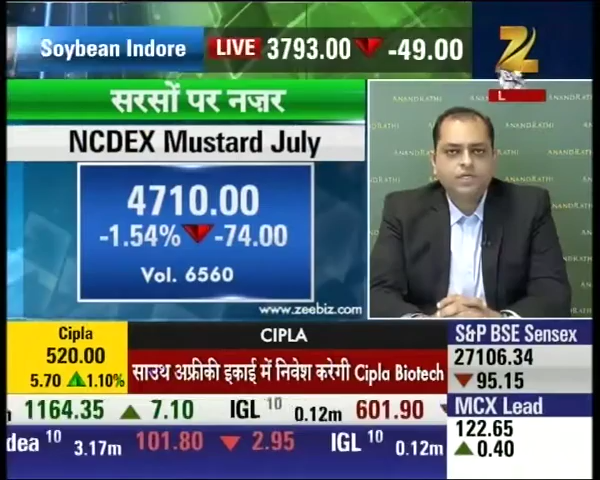 Soybean Indore LIVE 3793.00 -49.00
Z
L
सरसों पर नज़र
NCDEX Mustard July
4710.00
-1.54% -74.00
Vol. 6560
www.zeebiz.com
ANANDRATHI
Cipla
520.00
5.70 1.10%
CIPLA
साउथ अफ्रीकी इकाई में निवेश करेगी Cipla Biotech
S&P BSE Sensex
27106.34
95.15
MCX Lead
122.65
0.40
1164.35 7.10 IGL 10 0.12m 601.90
dea 10 3.17m 101.80 2.95 IGL 10 0.12m